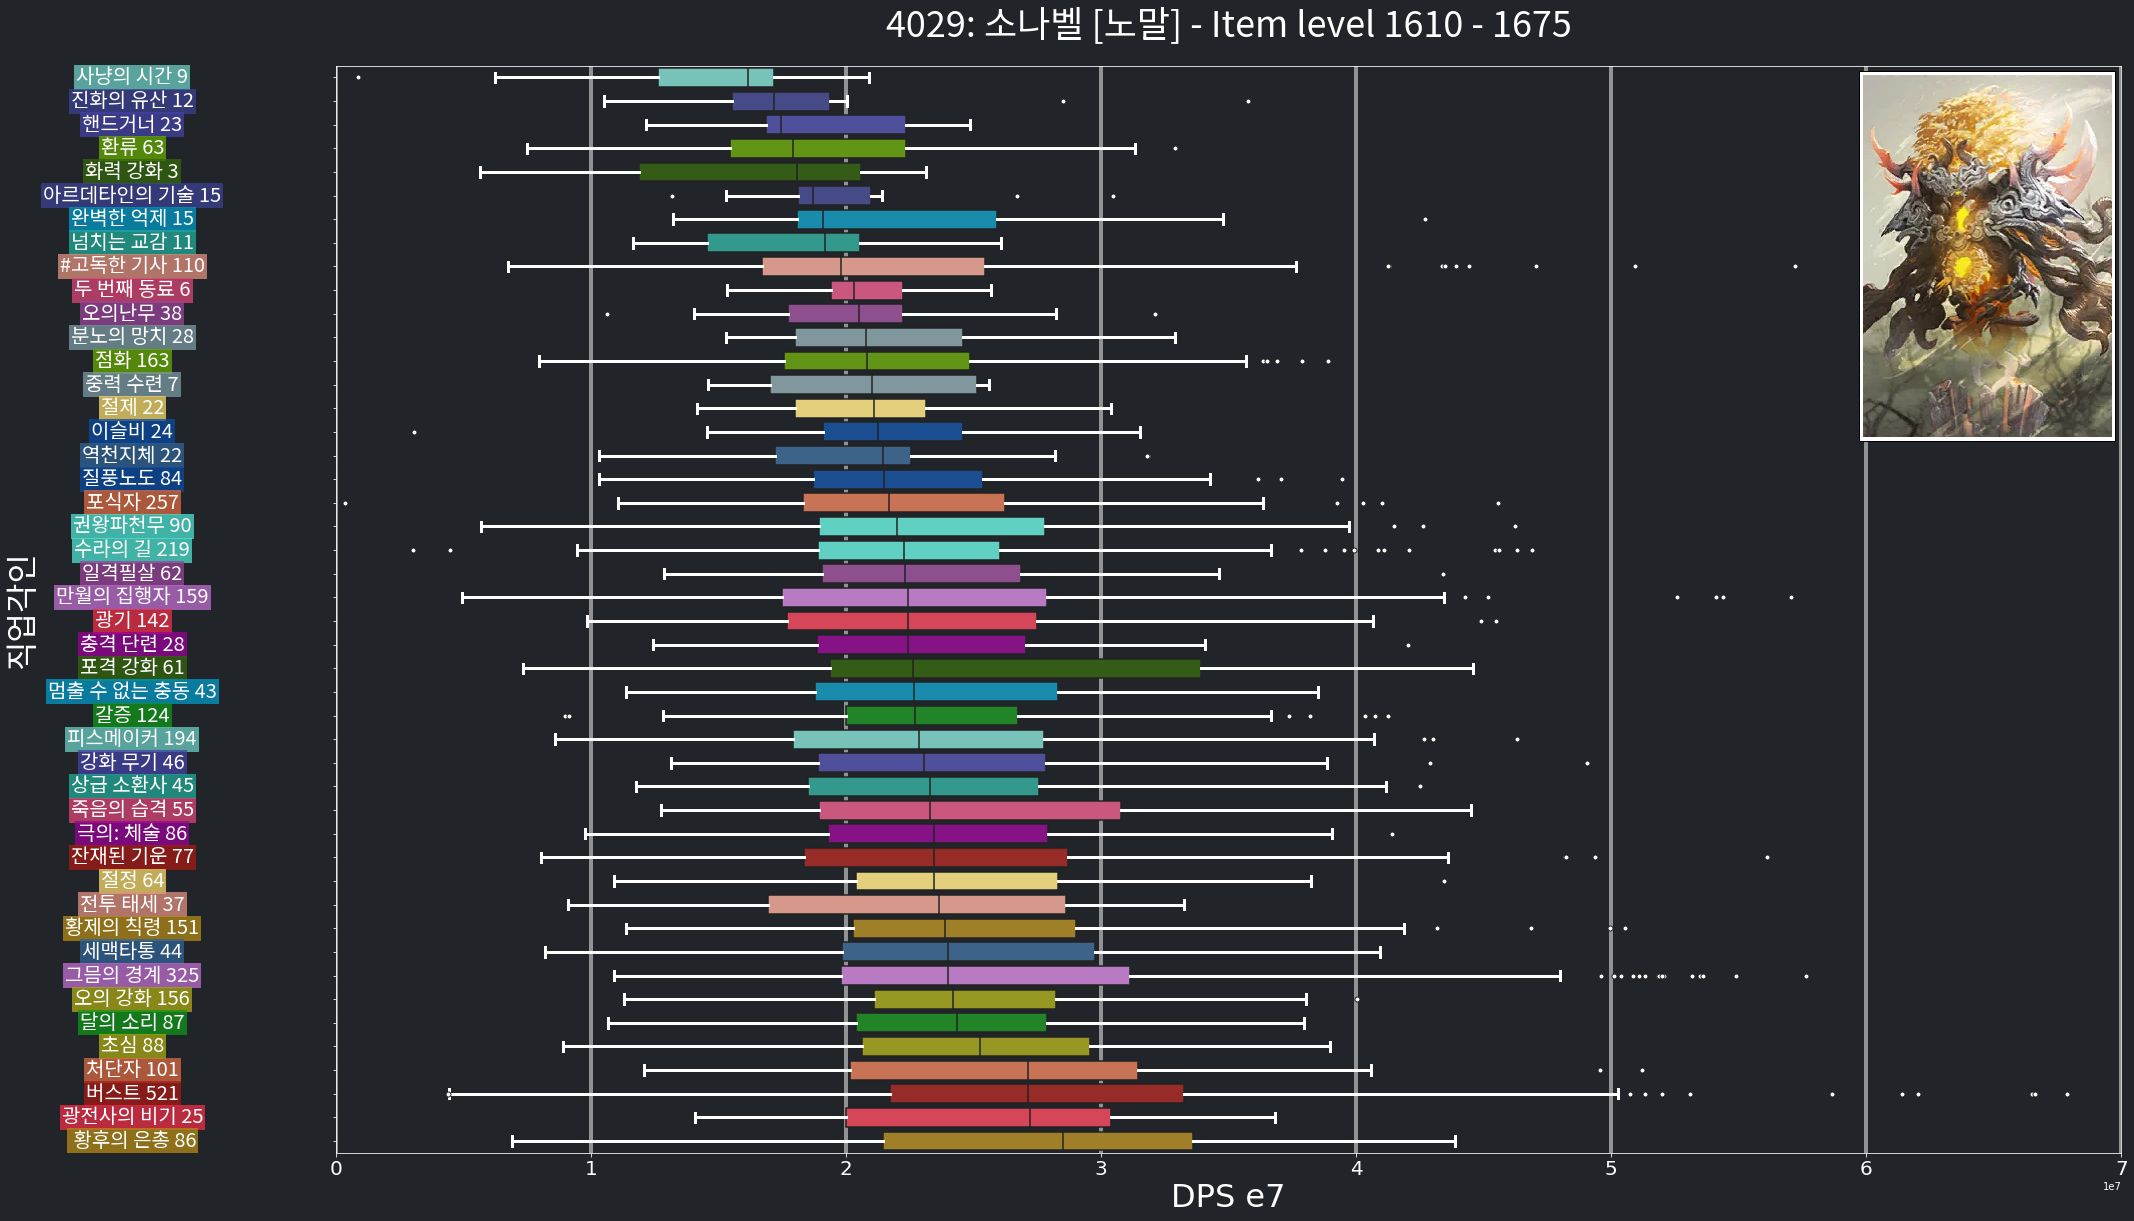 4029: 소나벨 [노말] - Item level 1610 - 1675
사냥의 시간 9
진화의 유산 12
핸드거너 23
환류 63
화력 강화 3
아르데타인의 기술 15
완벽한 억제 15
넘치는 교감 11
#고독한 기사 110
두 번째 동료 6
오의난무 38
분노의 망치 28
점화 163
중력 수련 7
절제 22
이슬비 24
역천지체 22
질풍노도 84
포식자 257
권왕파천무 90
수라의 길 219
일격필살 62
만월의 집행자 159
광기 142
충격 단련 28
포격 강화 61
멈출 수 없는 충동 43
갈증 124
피스메이커 194
강화 무기 46
상급 소환사 45
죽음의 습격 55
극의: 체술 86
잔재된 기운 77
절정 64
전투 태세 37
황제의 칙령 151
세맥타통 44
그믐의 경계 325
오의 강화 156
달의 소리 87
초심 88
처단자 101
버스트 521
광전사의 비기 25
황후의 은총 86
직업각인
0 1 2 3 4 5 6 7
1e7
DPS e7